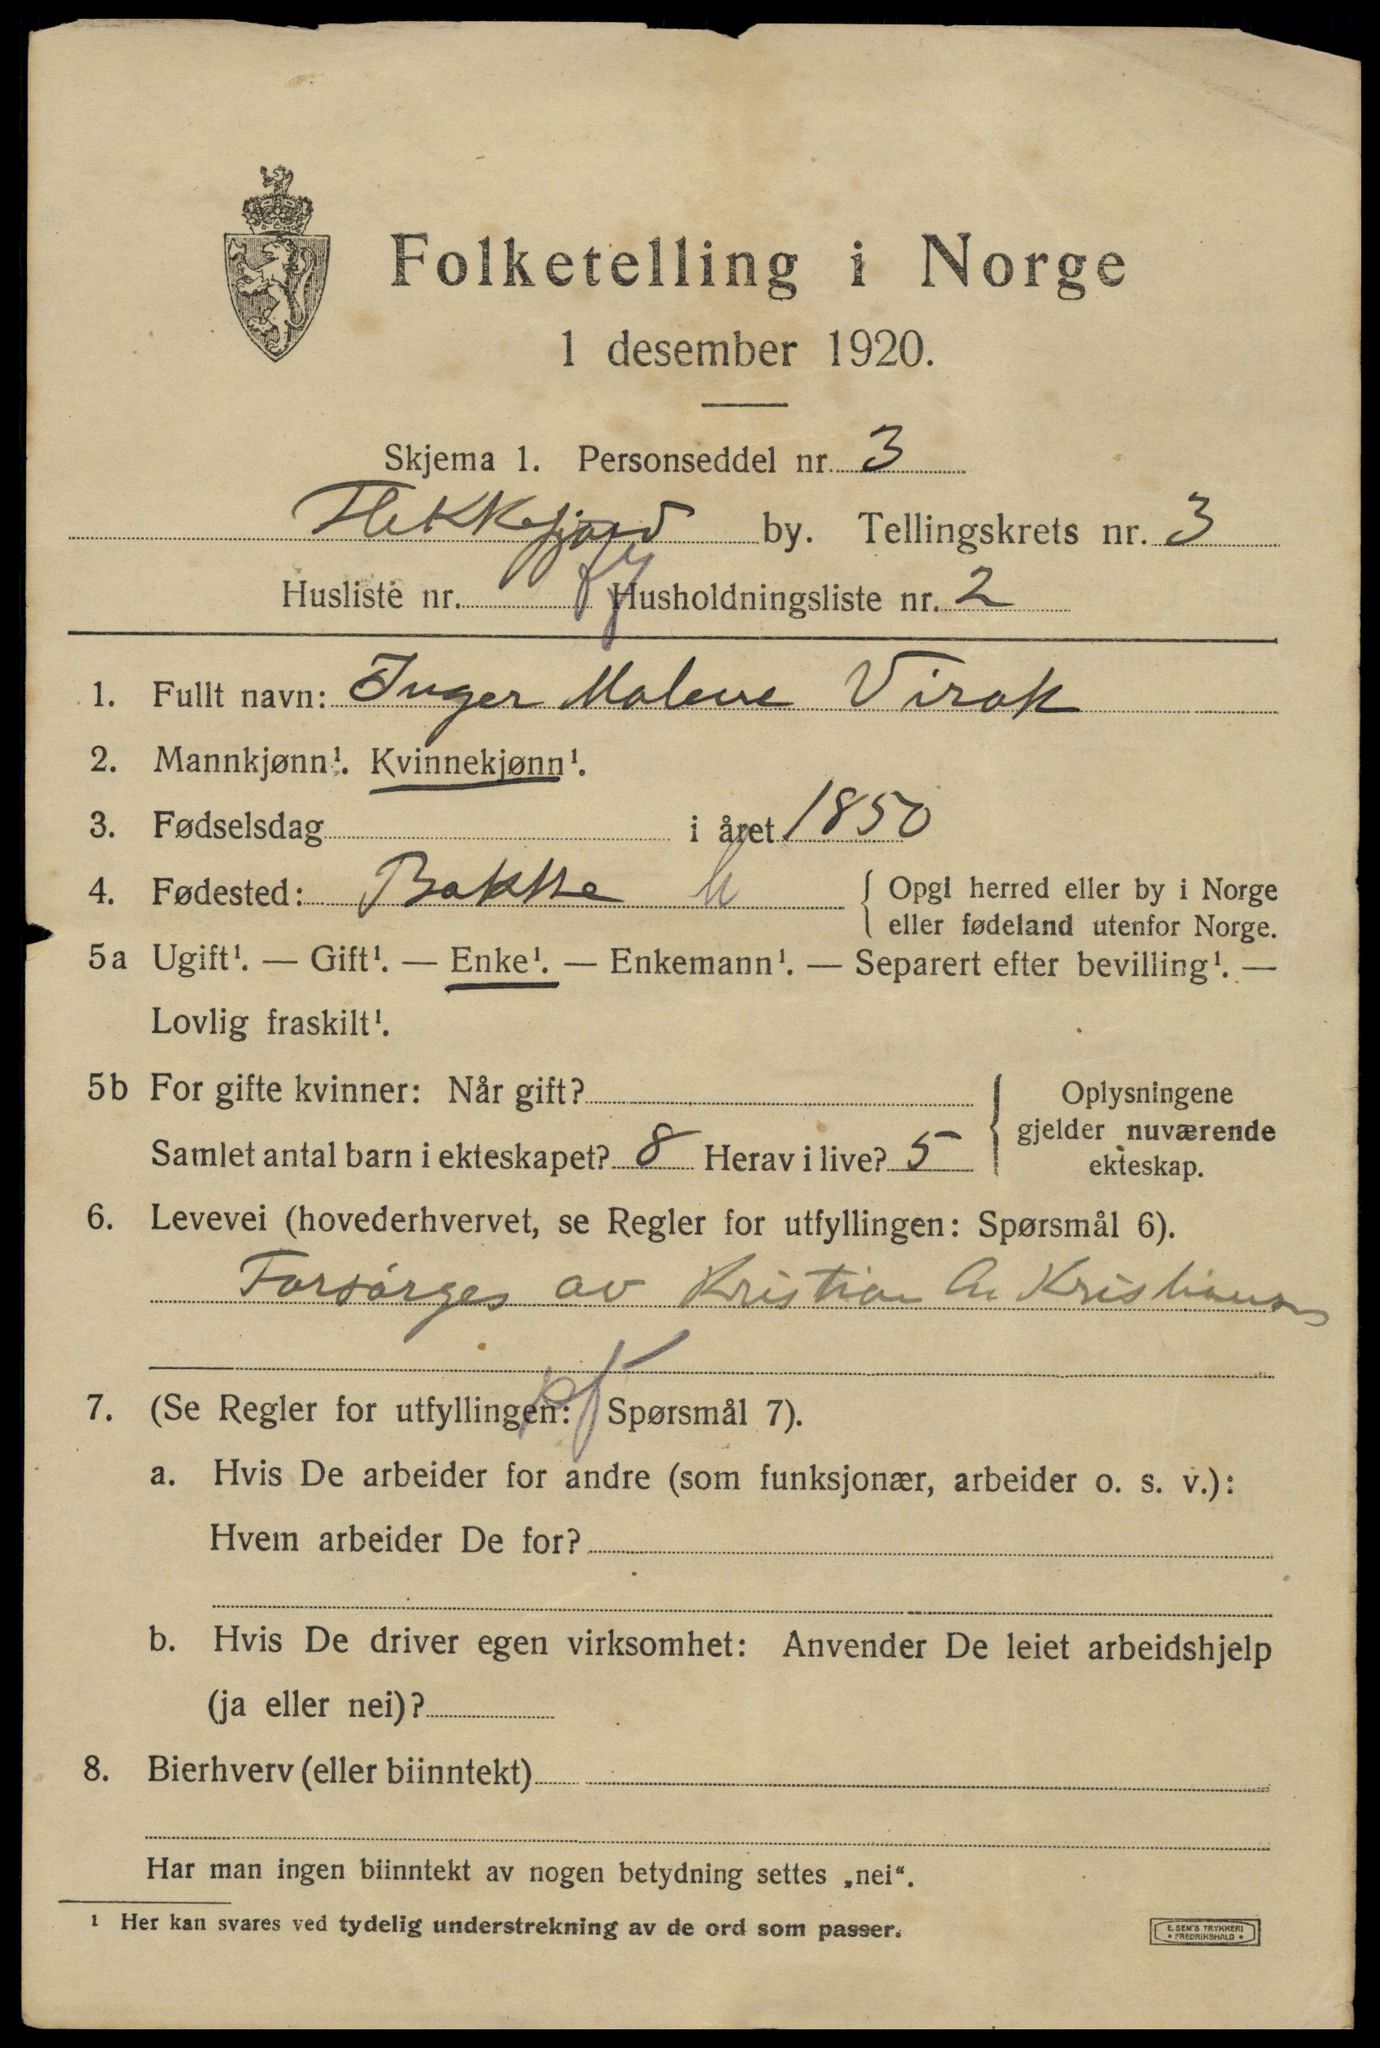 Folketelling i Norge
1 desember 1920.
Skjema 1. Personseddel nr. 3
Flekkefjord by. Tellingskrets nr. 3
Husliste nr. Husholdningsliste nr. 2
1. Fullt navn: Inger Malene Virak
2. Mannkjønn¹. Kvinnekjønn¹.
3. Fødselsdag i året 1850
4. Fødested: Bakke { Opgi herred eller by i Norge
eller fødeland utenfor Norge.
5a Ugift¹. — Gift¹. — Enke¹. — Enkemann¹. — Separert efter bevilling¹. —
Lovlig fraskilt¹.
5b For gifte kvinner: Når gift?
Samlet antal barn i ekteskapet? 8 Herav i live? 5
{ Oplysningene
gjelder nuværende
ekteskap.
6. Levevei (hovederhvervet, se Regler for utfyllingen: Spørsmål 6).
Forsørges av Kristian An Kristiansen
pf
7. (Se Regler for utfyllingen: Spørsmål 7).
a. Hvis De arbeider for andre (som funksjonær, arbeider o. s. v.):
Hvem arbeider De for?
b. Hvis De driver egen virksomhet: Anvender De leiet arbeidshjelp
(ja eller nei)?
8. Bierhverv (eller biinntekt)
Har man ingen biinntekt av nogen betydning settes „nei“.
¹ Her kan svares ved tydelig understrekning av de ord som passer.
E. SEM'S TRYKKERI
• FREDRIKSHALD •